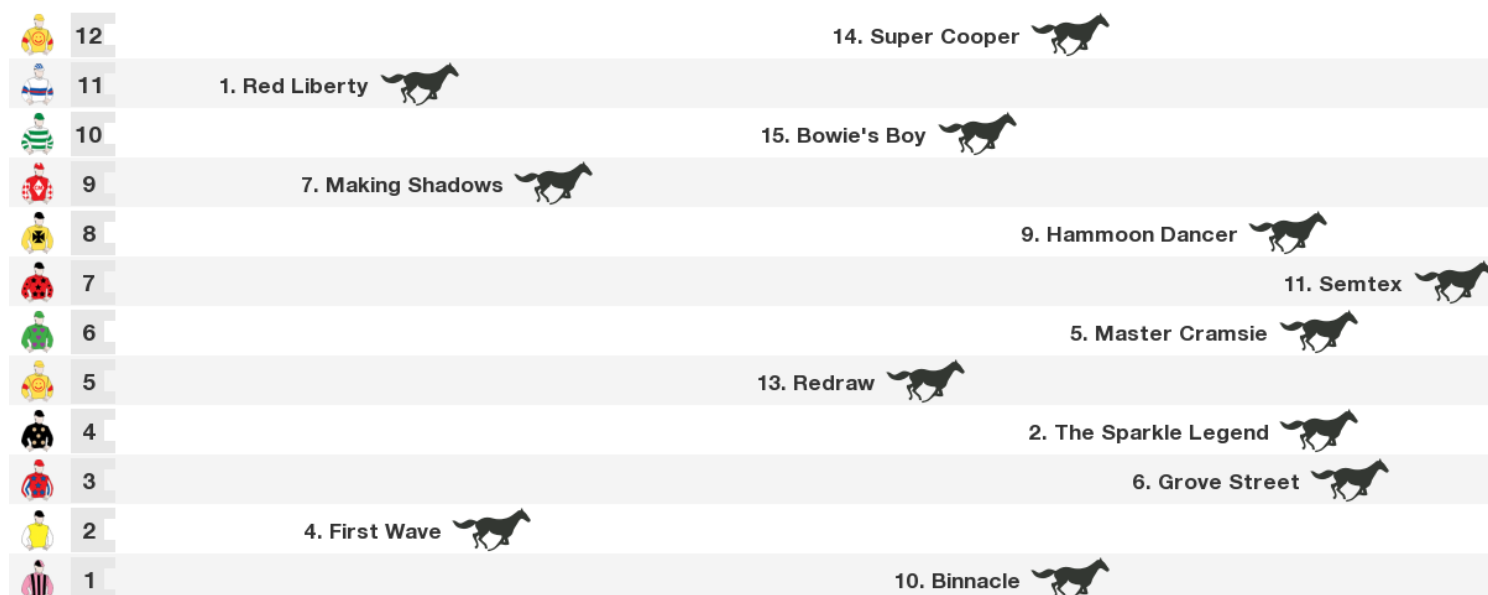 12 14. Super Cooper
11 1. Red Liberty
10 15. Bowie's Boy
9 7. Making Shadows
8 9. Hammoon Dancer
7 11. Semtex
6 5. Master Cramsie
5 13. Redraw
4 2. The Sparkle Legend
3 6. Grove Street
2 4. First Wave
1 10. Binnacle